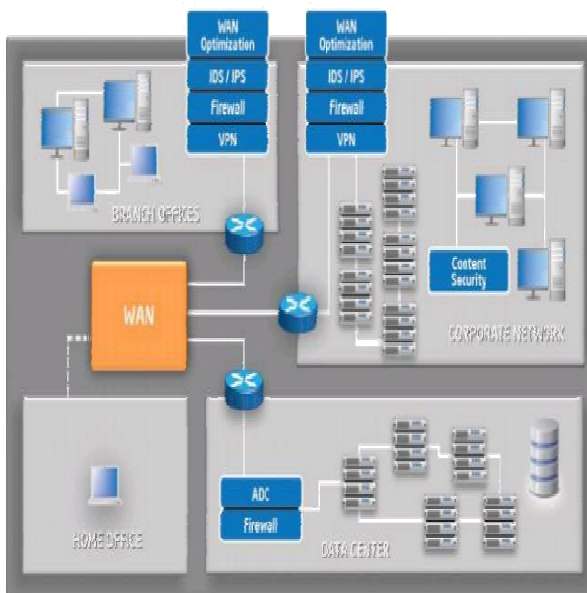 WAN
Optimization
IDS / IPS
Firewall
VPN
BRANCH OFFICES
WAN
Optimization
IDS / IPS
Firewall
VPN
Content
Security
CORPORATE NETWORK
WAN
HOME OFFICE
ADC
Firewall
DATA CENTER